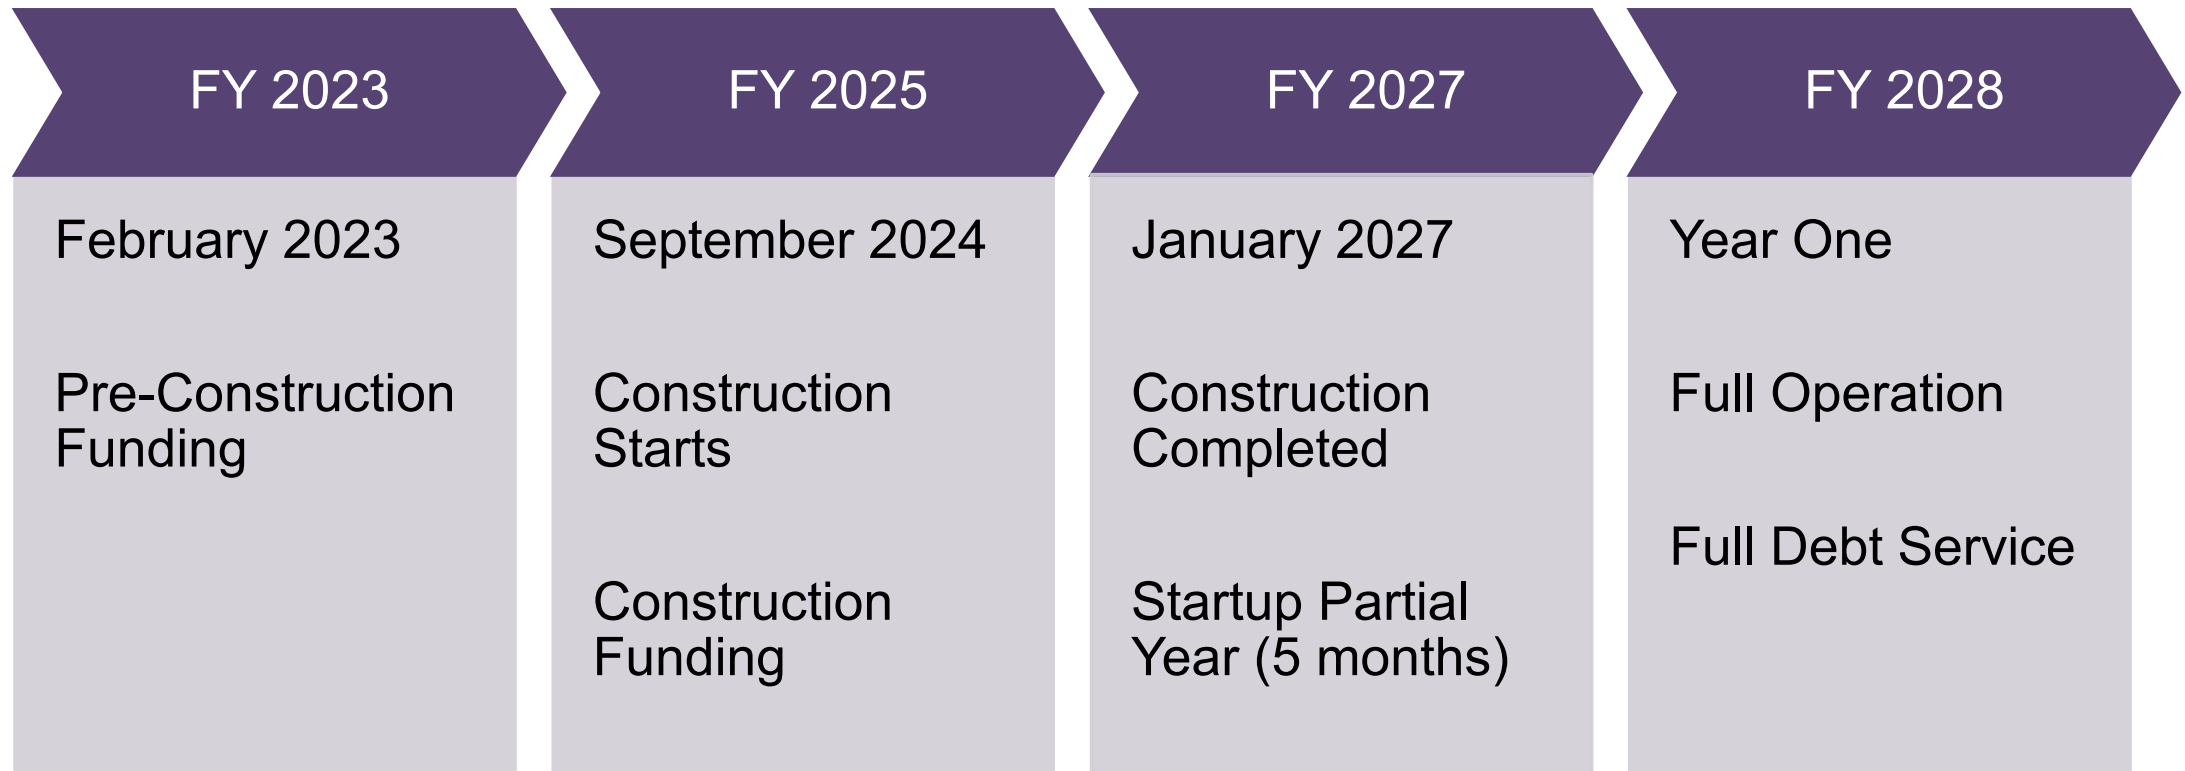 FY 2023
February 2023
Pre-Construction
Funding
FY 2025
September 2024
Construction
Starts
Construction
Funding
FY 2027
January 2027
Construction
Completed
Startup Partial
Year (5 months)
FY 2028
Year One
Full Operation
Full Debt Service